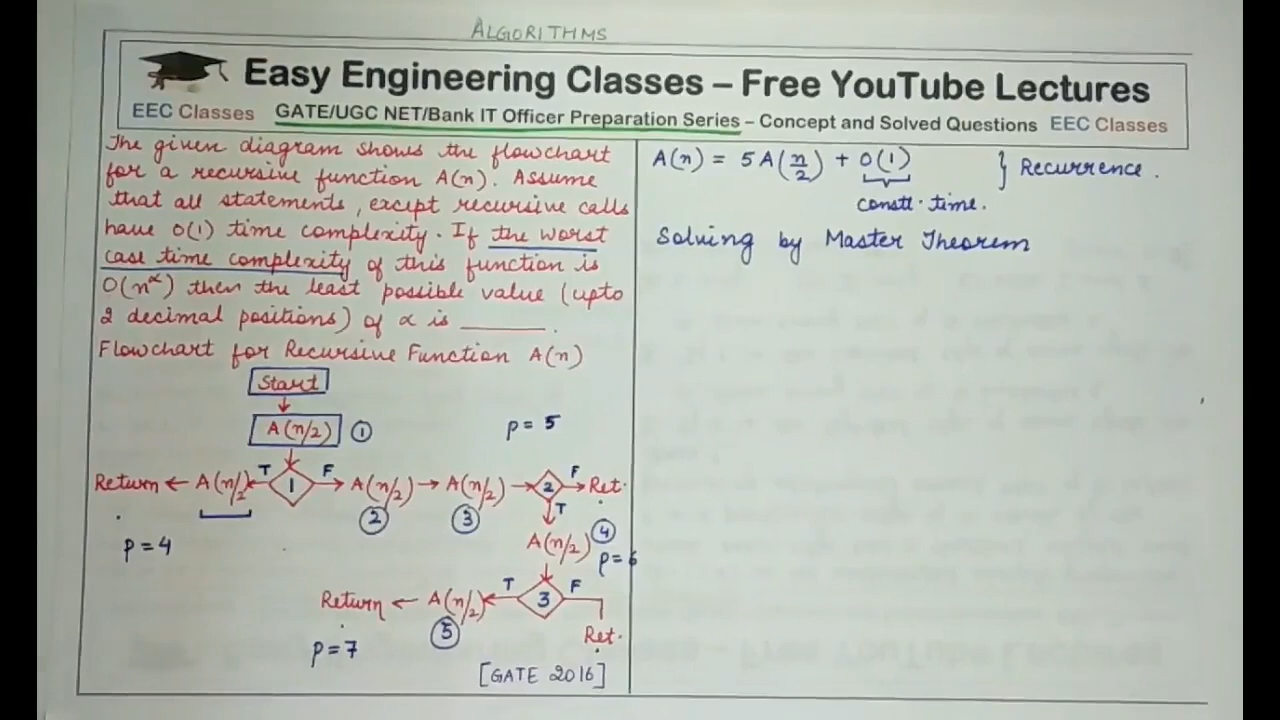 ALGORITHMS
Easy Engineering Classes – Free YouTube Lectures
EEC Classes GATE/UGC NET/Bank IT Officer Preparation Series – Concept and Solved Questions EEC Classes
The given diagram shows the flowchart
for a recursive function A(n). Assume
that all statements, except recursive calls
have O(1) time complexity. If the worst
case time complexity of this function is
O(n^α) then the least possible value (upto
2 decimal positions) of α is ______.
Flowchart for Recursive Function A(n)
Start
A(n/2) ①
p = 5
Return ← A(n/2) ← T 1 F → A(n/2) → A(n/2) → 2 F → Ret.
② ③ T
p = 4
A(n/2) ④
p = 6
Return ← A(n/2) ← T 3 F
⑤ Ret.
p = 7
[GATE 2016]
A(n) = 5A(n/2) + O(1) } Recurrence.
constt. time.
Solving by Master Theorem